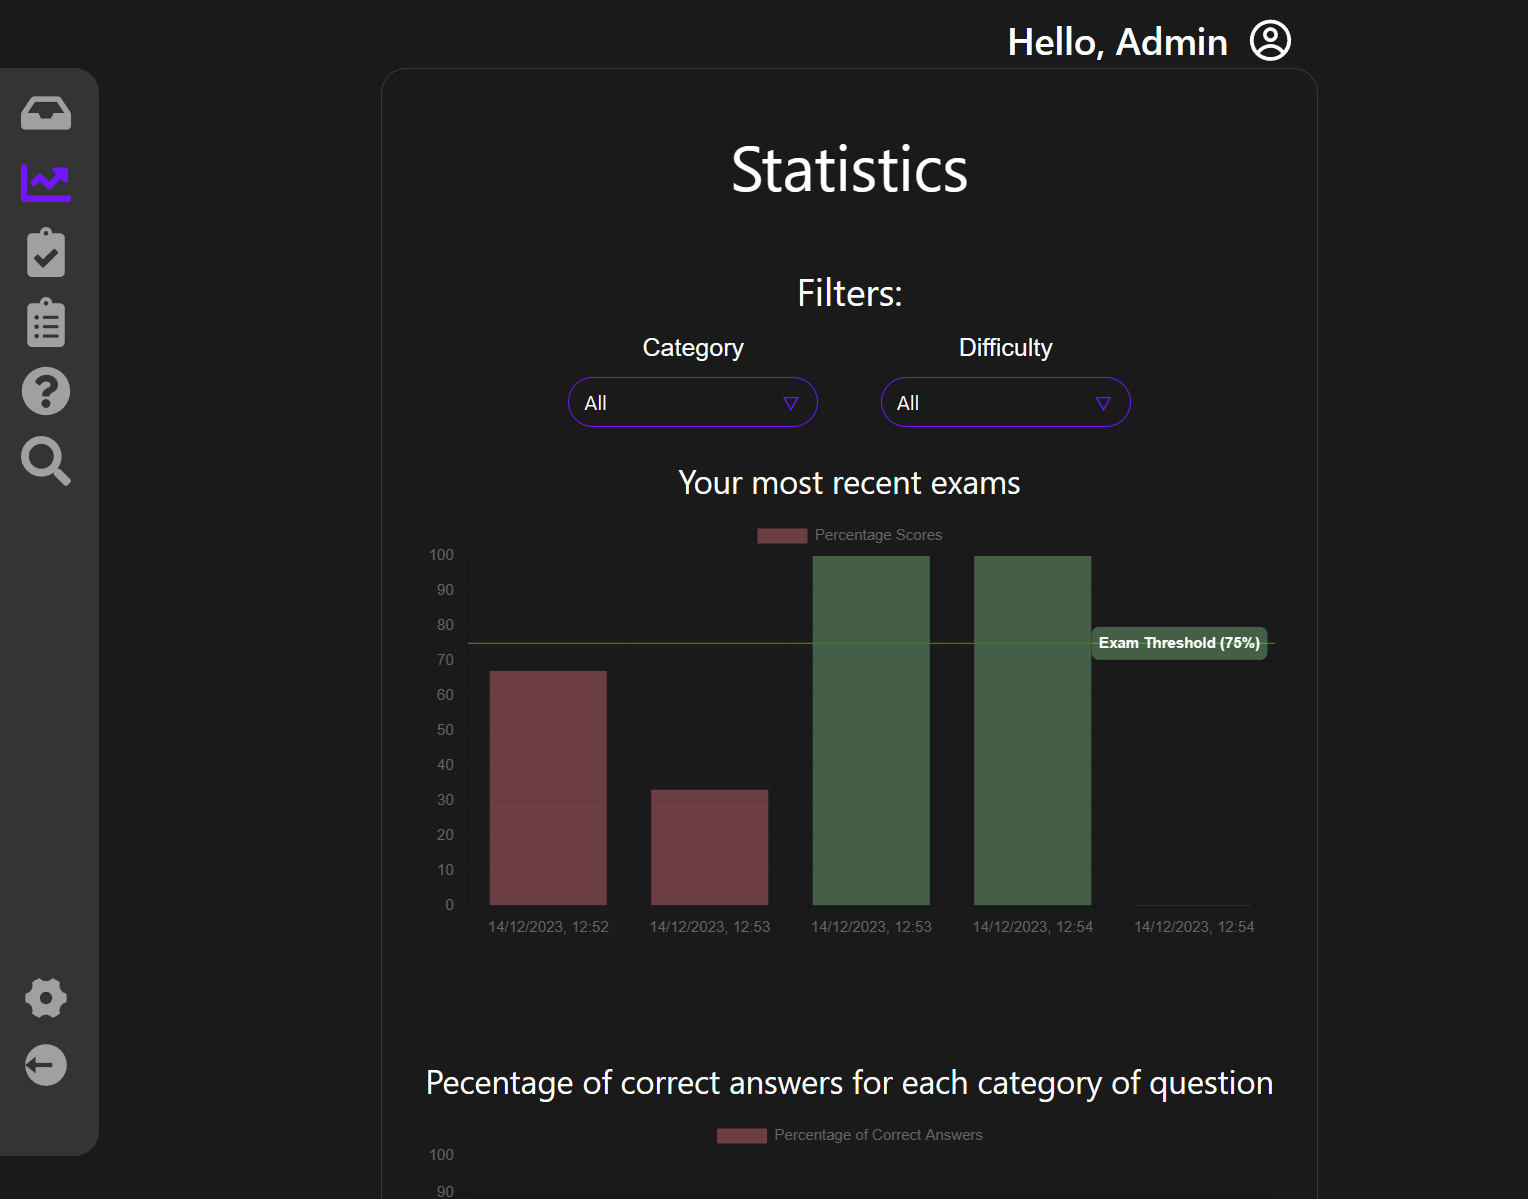 Hello, Admin
Statistics
Filters:
Category
Difficulty
All
All
Your most recent exams
Percentage Scores
100
90
80
70
60
50
40
30
20
10
0
Exam Threshold (75%)
14/12/2023, 12:52
14/12/2023, 12:53
14/12/2023, 12:53
14/12/2023, 12:54
14/12/2023, 12:54
Pecentage of correct answers for each category of question
Percentage of Correct Answers
100
90